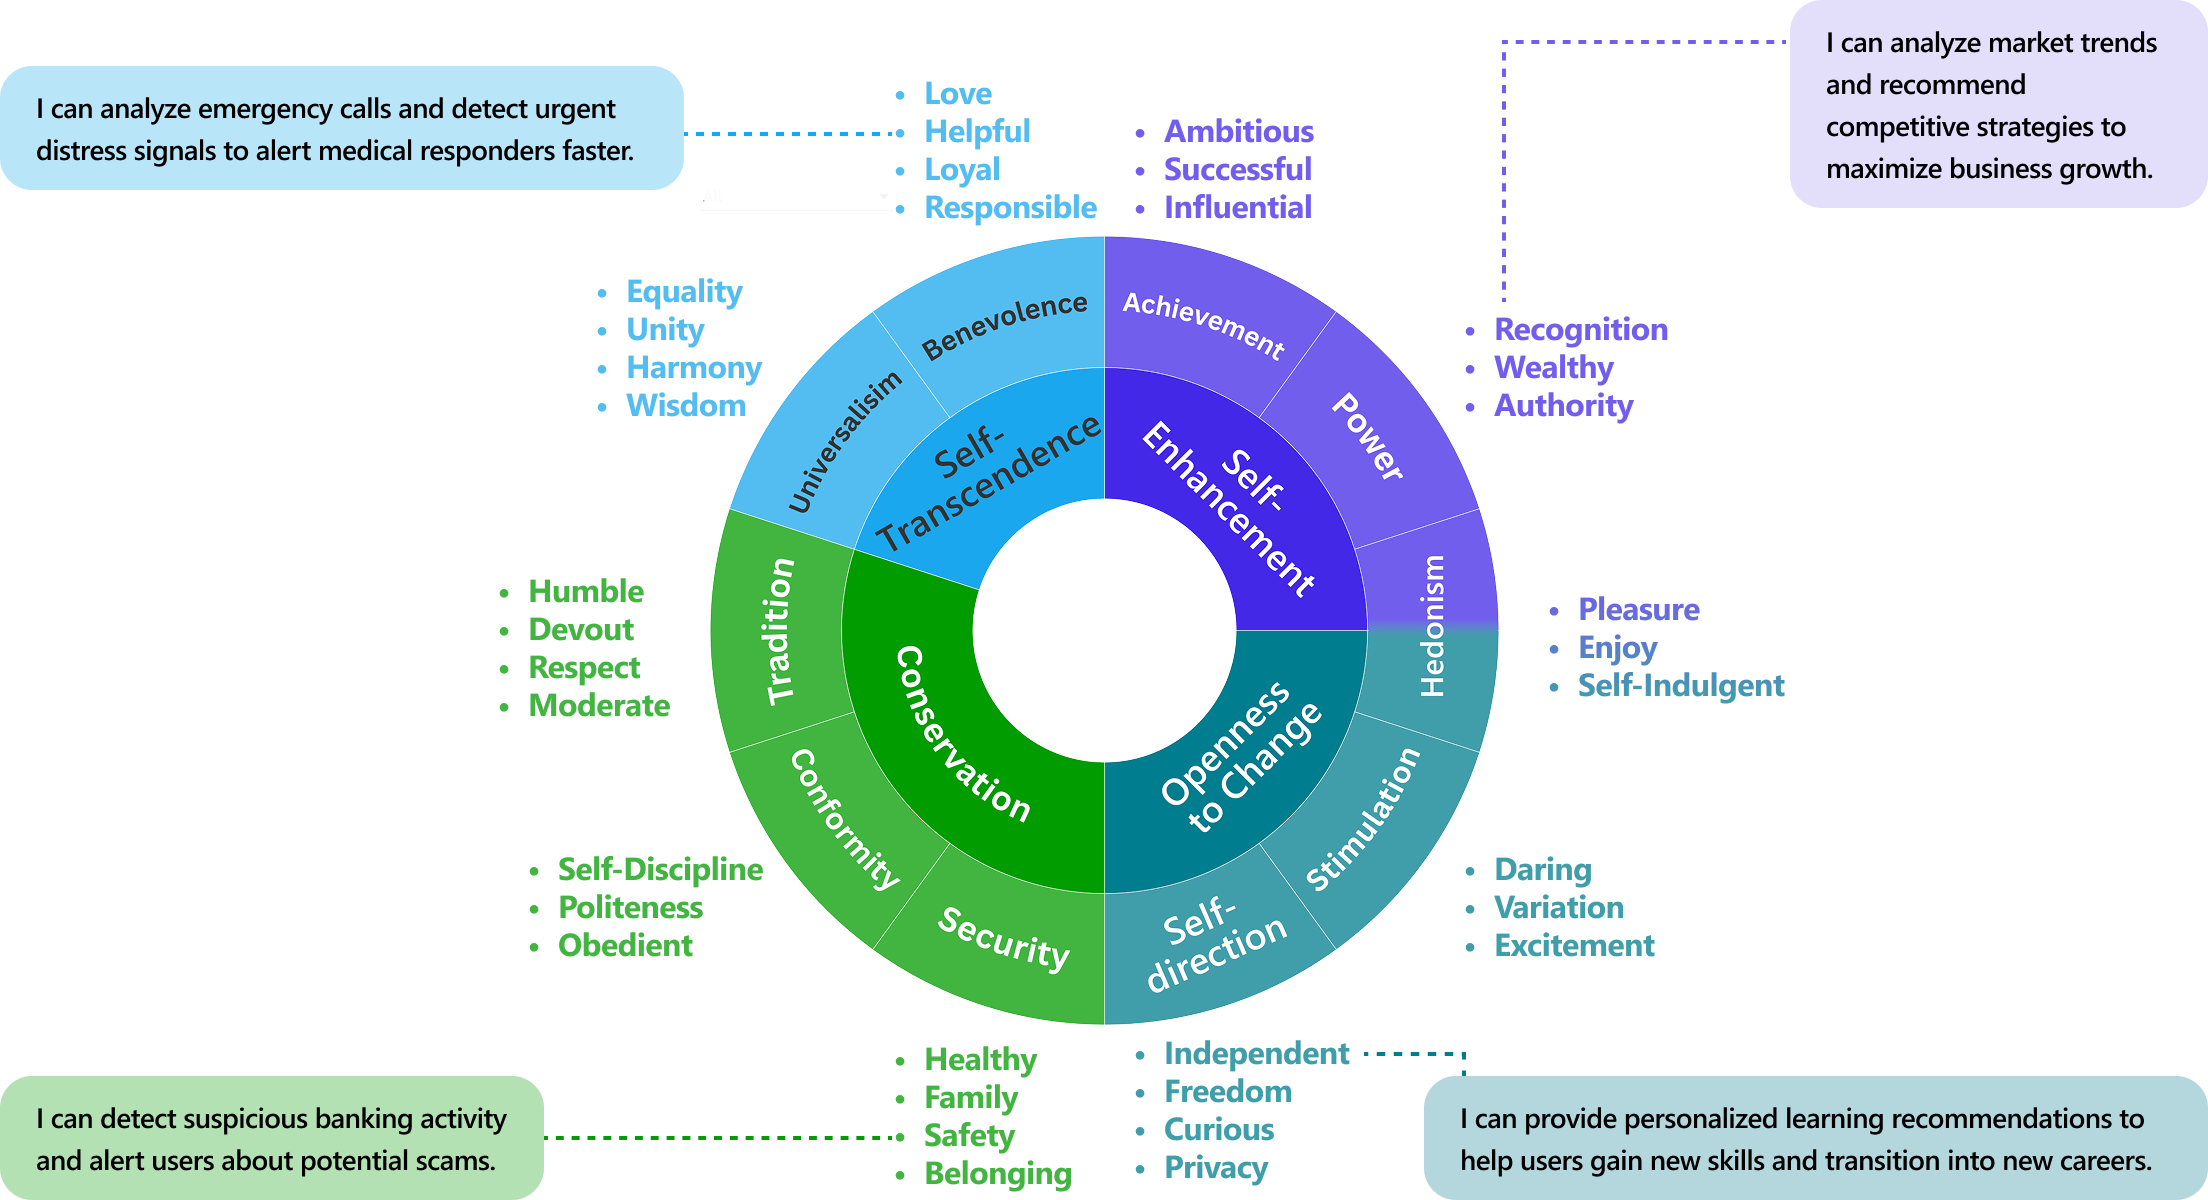 I can analyze emergency calls and detect urgent
distress signals to alert medical responders faster.
I can analyze market trends
and recommend
competitive strategies to
maximize business growth.
• Love
• Helpful
• Loyal
• Responsible
• Ambitious
• Successful
• Influential
• Equality
• Unity
• Harmony
• Wisdom
• Recognition
• Wealthy
• Authority
Benevolence
Achievement
Universalisim
Power
Self-
Transcendence
Self-
Enhancement
• Humble
• Devout
• Respect
• Moderate
Tradition
Hedonism
• Pleasure
• Enjoy
• Self-Indulgent
Conservation
Openness
to Change
Conformity
Stimulation
• Self-Discipline
• Politeness
• Obedient
Security
Self-
direction
• Daring
• Variation
• Excitement
• Healthy
• Family
• Safety
• Belonging
• Independent
• Freedom
• Curious
• Privacy
I can detect suspicious banking activity
and alert users about potential scams.
I can provide personalized learning recommendations to
help users gain new skills and transition into new careers.